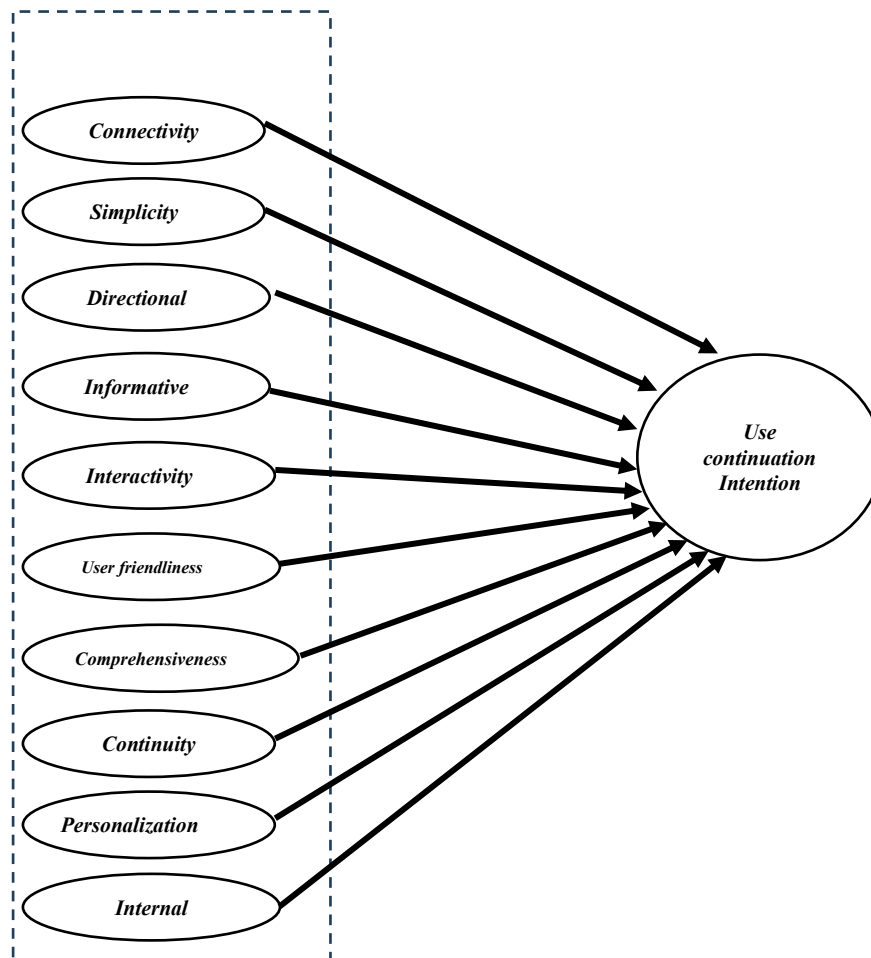 Connectivity
Simplicity
Directional
Informative
Interactivity
User friendliness
Comprehensiveness
Continuity
Personalization
Internal
Use
continuation
Intention